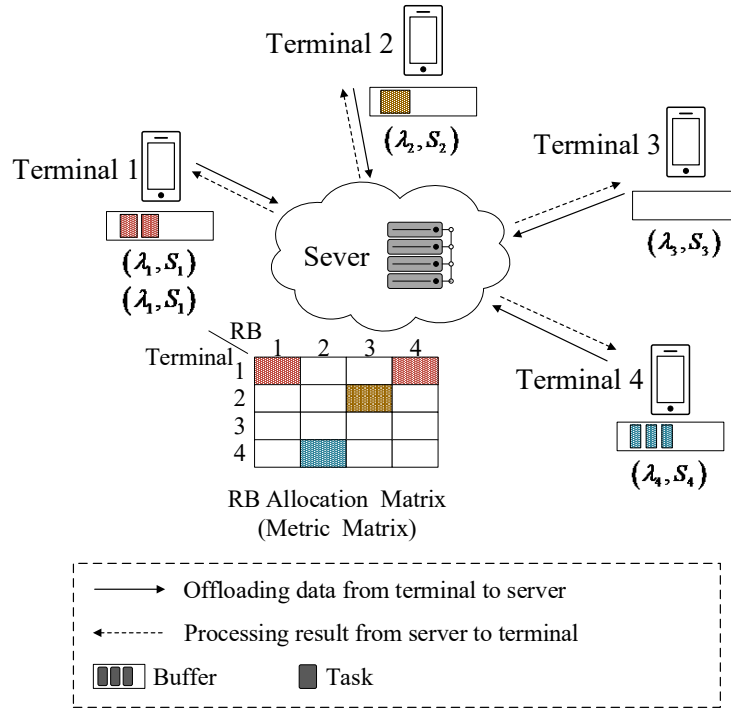 Terminal 2
(λ₂, S₂)
Terminal 1
(λ₁, S₁)
(λ₁, S₁)
Terminal 3
(λ₃, S₃)
Sever
Terminal 4
(λ₄, S₄)
RB
Terminal
1 2 3 4
1
2
3
4
RB Allocation Matrix
(Metric Matrix)
Offloading data from terminal to server
Processing result from server to terminal
Buffer Task